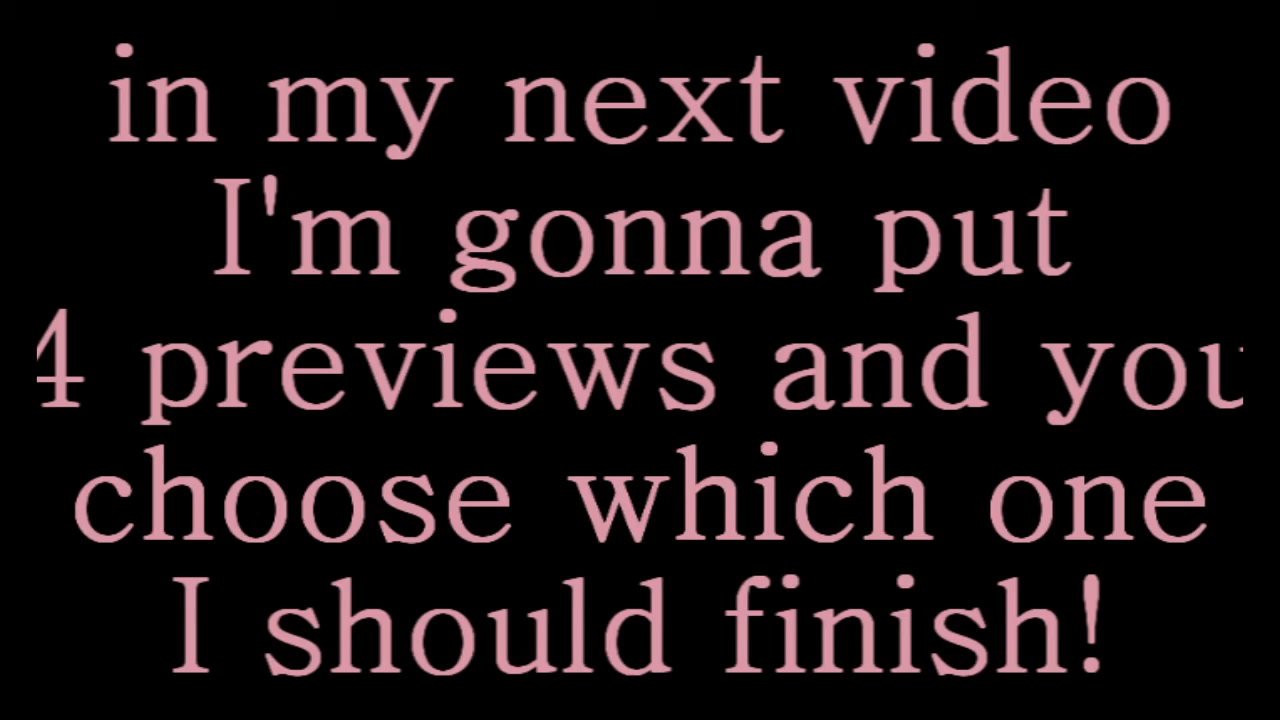 in my next video
I'm gonna put
4 previews and you
choose which one
I should finish!